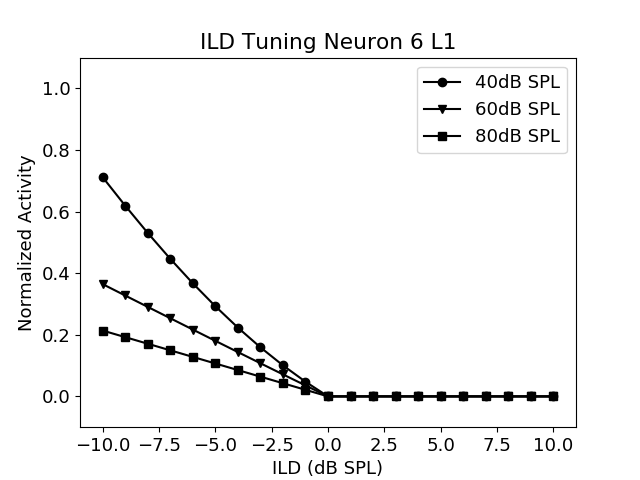 ILD Tuning Neuron 6 L1
40dB SPL
60dB SPL
80dB SPL
Normalized Activity
1.0
0.8
0.6
0.4
0.2
0.0
−10.0 −7.5 −5.0 −2.5 0.0 2.5 5.0 7.5 10.0
ILD (dB SPL)